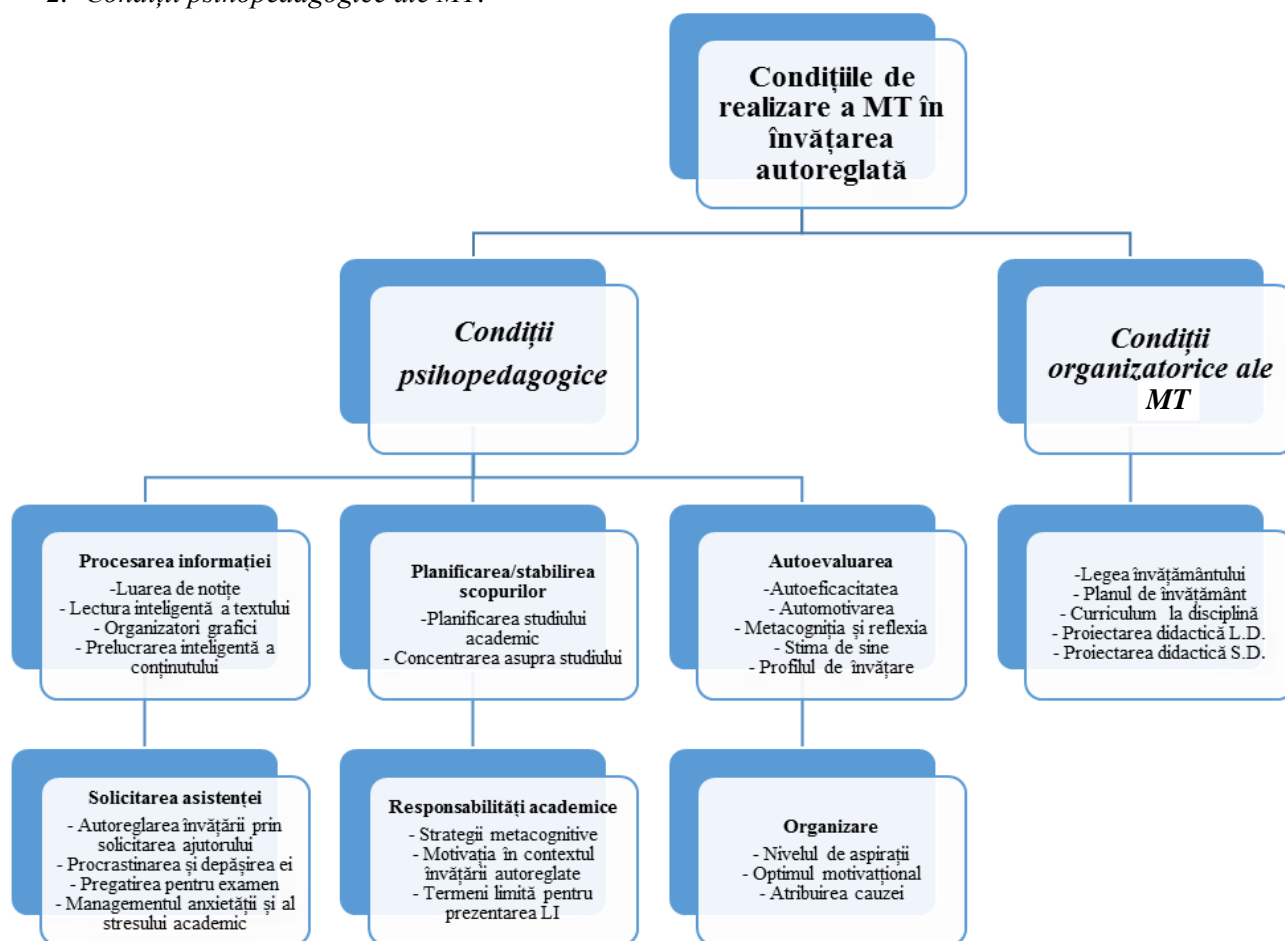 2. Condiții psihopedagogice ale MT.
Condițiile de
realizare a MT în
învățarea
autoreglată
Condiții
psihopedagogice
Condiții
organizatorice ale
MT
Procesarea informației
-Luarea de notițe
- Lectura inteligentă a textului
- Organizatori grafici
- Prelucrarea inteligentă a
conținutului
Planificarea/stabilirea
scopurilor
-Planificarea studiului
academic
- Concentrarea asupra studiului
Autoevaluarea
-Autoeficacitatea
- Automotivarea
- Metacogniția și reflexia
- Stima de sine
- Profilul de învățare
-Legea învățământului
- Planul de învățământ
- Curriculum la disciplină
- Proiectarea didactică L.D.
- Proiectarea didactică S.D.
Solicitarea asistenței
- Autoreglarea învățării prin
solicitarea ajutorului
- Procrastinarea și depășirea ei
- Pregatirea pentru examen
- Managementul anxietății și al
stresului academic
Responsabilități academice
- Strategii metacognitive
- Motivația în contextul
învățării autoreglate
- Termeni limită pentru
prezentarea LI
Organizare
- Nivelul de aspirații
- Optimul motivațțional
- Atribuirea cauzei